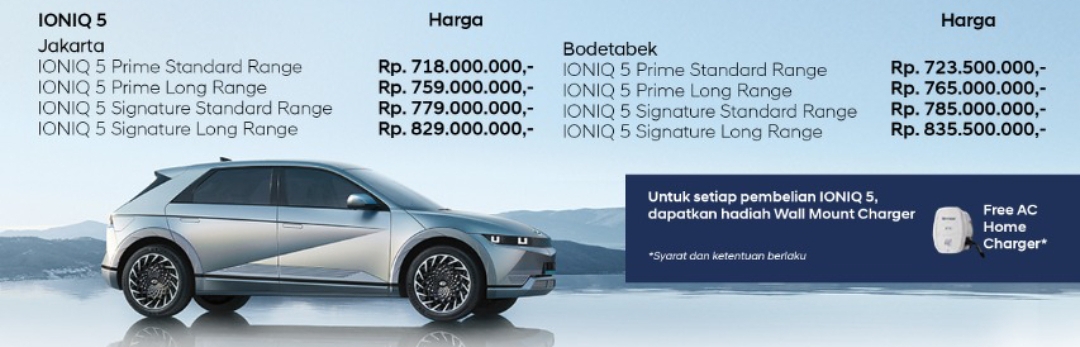 IONIQ 5 Harga
Jakarta
IONIQ 5 Prime Standard Range Rp. 718.000.000,-
IONIQ 5 Prime Long Range Rp. 759.000.000,-
IONIQ 5 Signature Standard Range Rp. 779.000.000,-
IONIQ 5 Signature Long Range Rp. 829.000.000,-
Harga
Bodetabek
IONIQ 5 Prime Standard Range Rp. 723.500.000,-
IONIQ 5 Prime Long Range Rp. 765.000.000,-
IONIQ 5 Signature Standard Range Rp. 785.000.000,-
IONIQ 5 Signature Long Range Rp. 835.500.000,-
Untuk setiap pembelian IONIQ 5,
dapatkan hadiah Wall Mount Charger
*Syarat dan ketentuan berlaku
Free AC
Home
Charger*